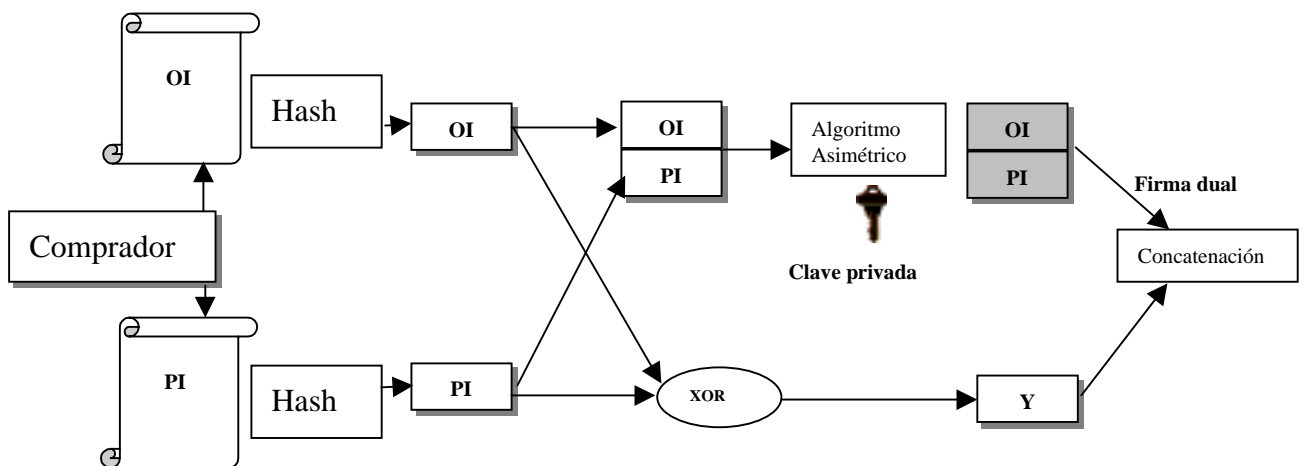 OI
Hash
OI
OI
PI
Algoritmo
Asimétrico
OI
PI
Firma dual
Comprador
Clave privada
Concatenación
PI
Hash
PI
XOR
Y